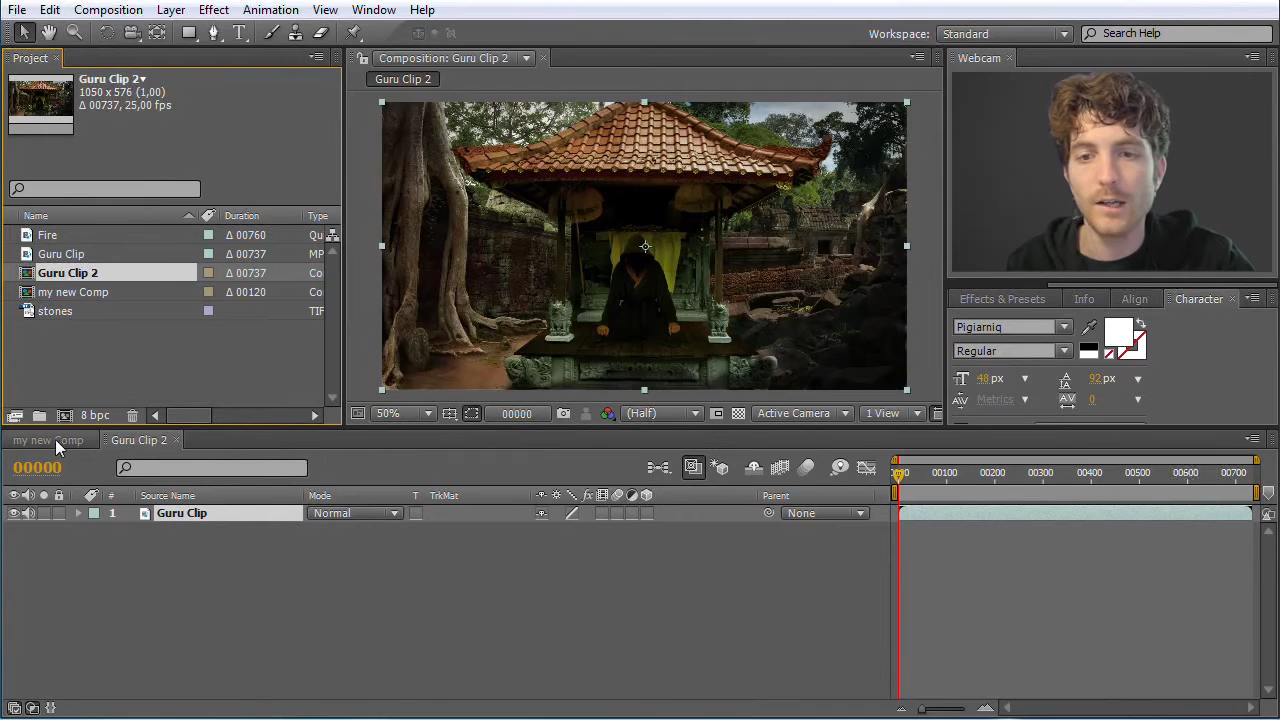 File Edit Composition Layer Effect Animation View Window Help
Workspace: Standard Search Help
Project
Composition: Guru Clip 2
Webcam
Guru Clip 2
1050 x 576 (1,00)
Δ 00737, 25,00 fps
Guru Clip 2
Name Duration Type
Fire Δ 00760 Qu
Guru Clip Δ 00737 MP
Guru Clip 2 Δ 00737 Co
my new Comp Δ 00120 Co
stones TIF
Effects & Presets Info Align Character
Pigiarniq
Regular
48 px 92 px
Metrics 0
8 bpc
50% 00000 (Half) Active Camera 1 View
my new Comp Guru Clip 2
00000
00100 00200 00300 00400 00500 00600 00700
# Source Name Mode T TrkMat Parent
1 Guru Clip Normal None